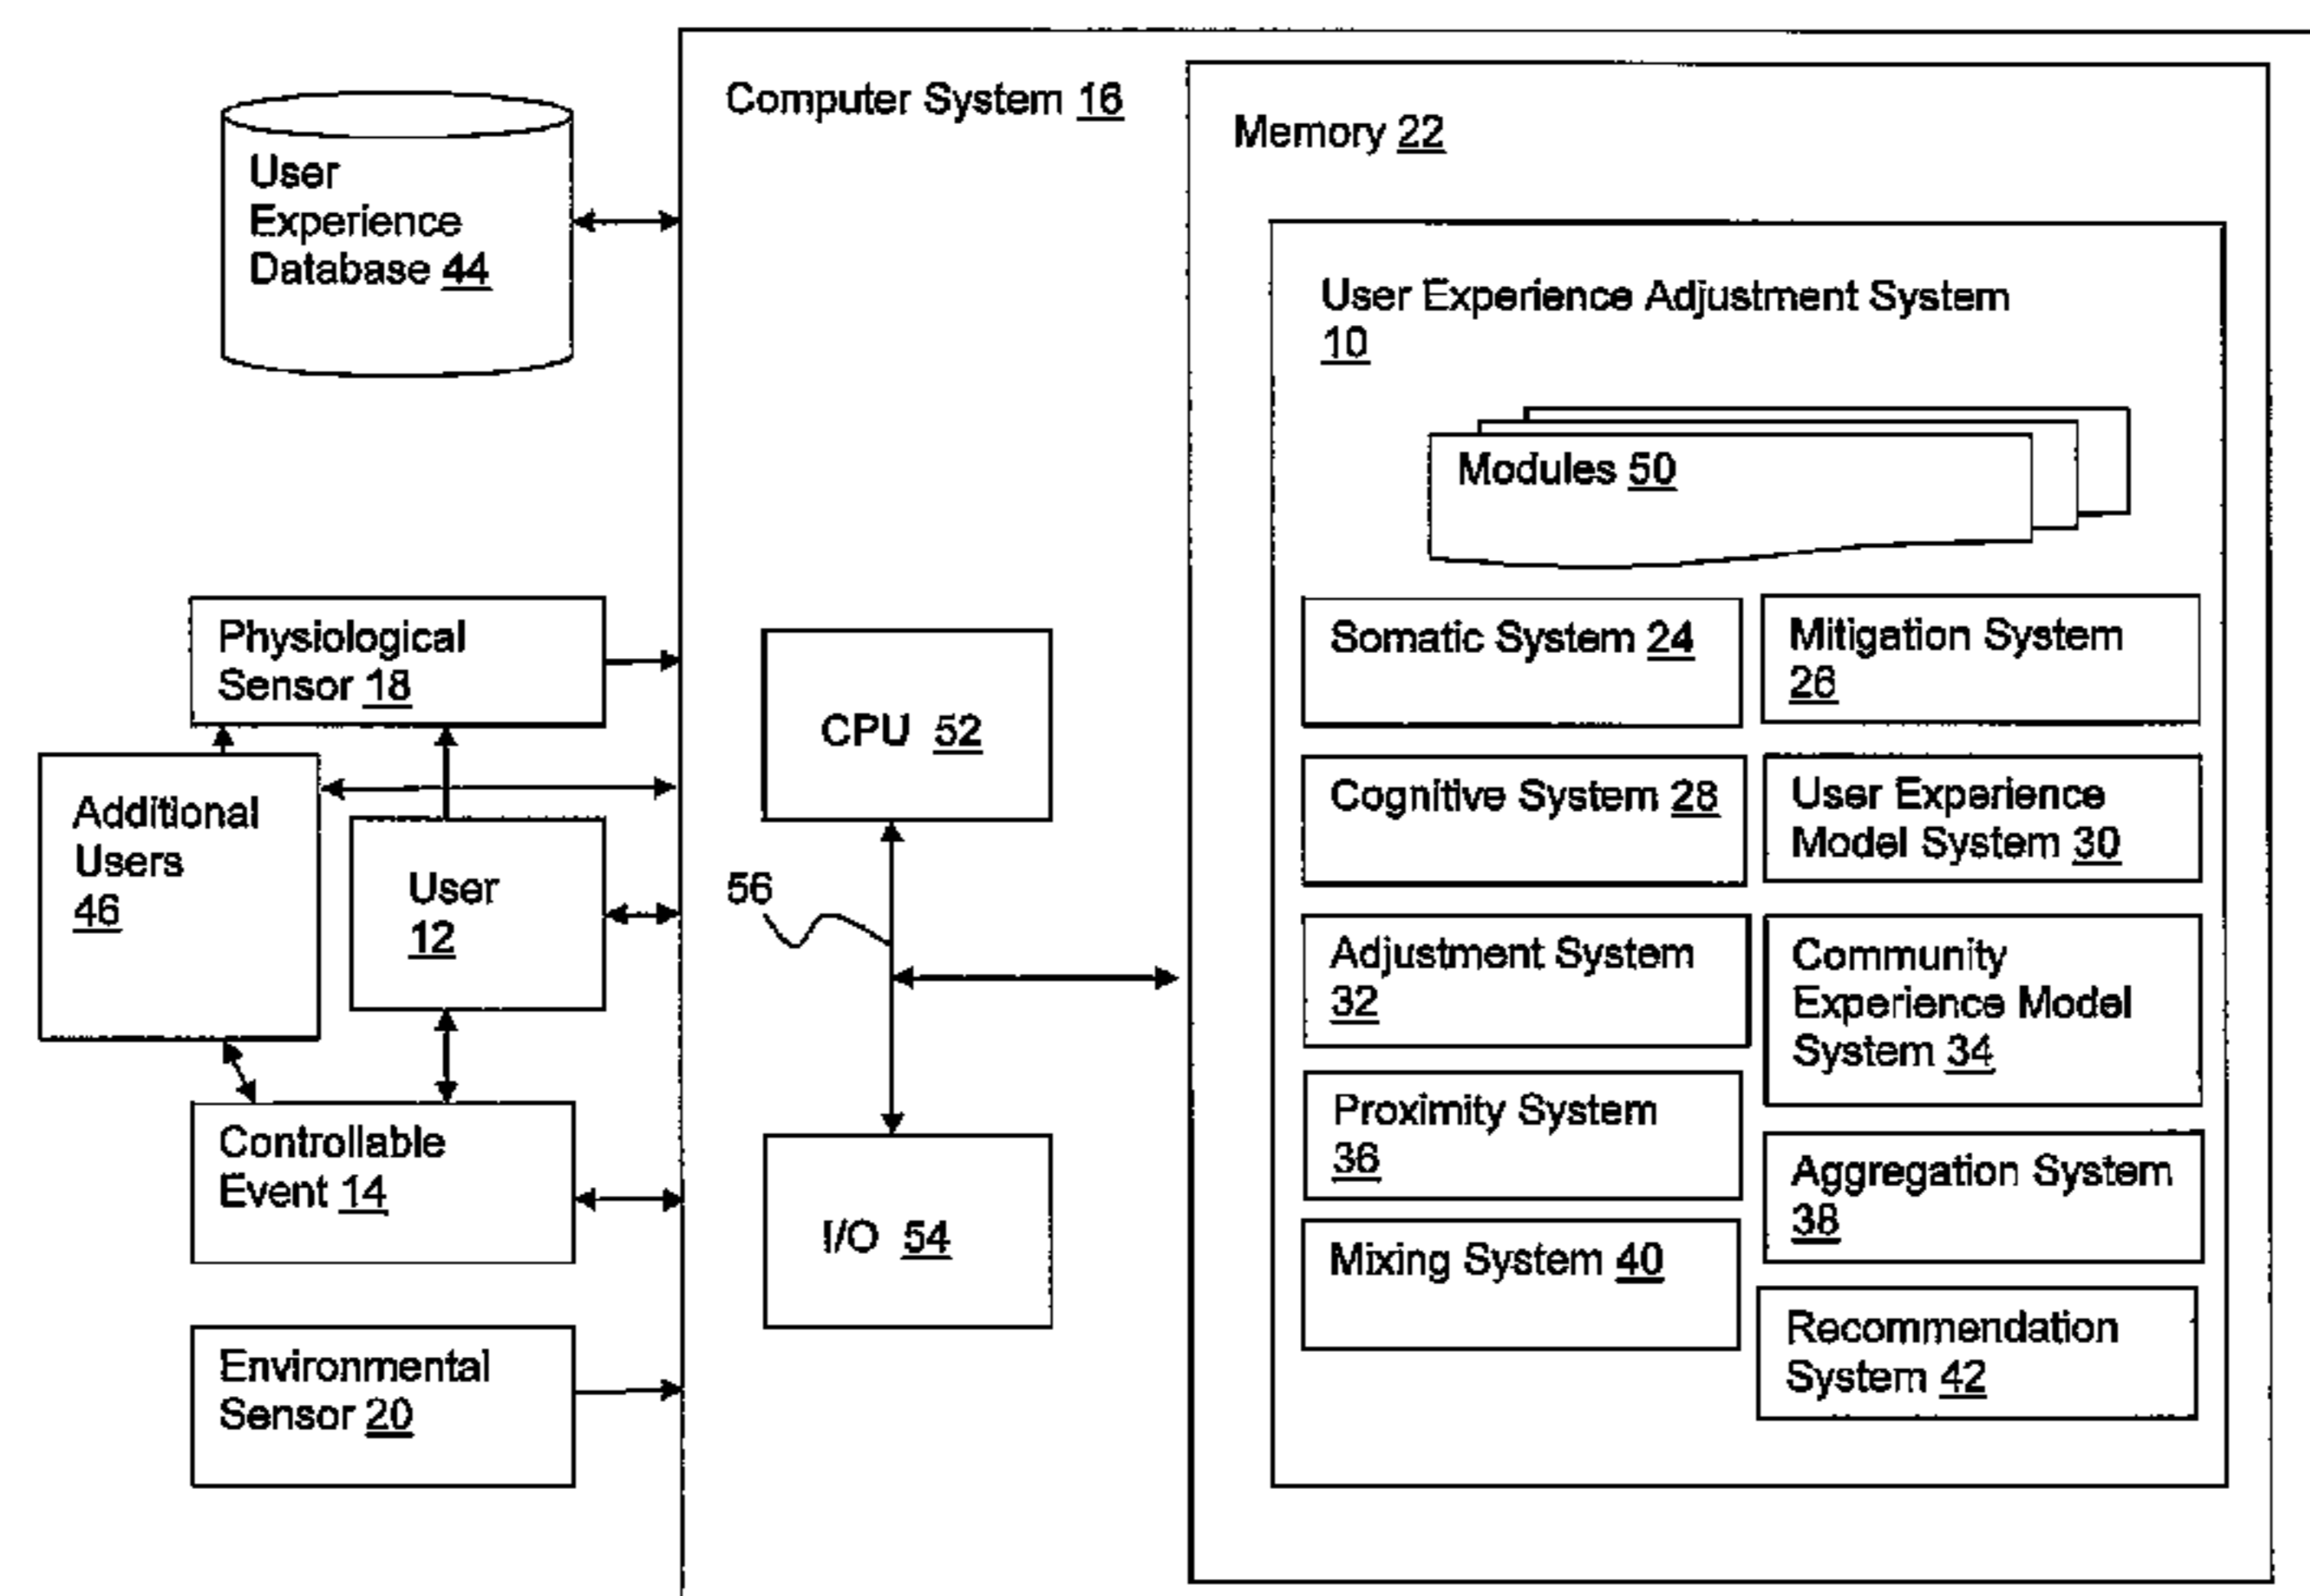 Computer System 16
Memory 22
User
Experience
Database 44
User Experience Adjustment System
10
Modules 50
Physiological
Sensor 18
Somatic System 24
Mitigation System
26
CPU 52
Additional
Users
46
User
12
Cognitive System 28
User Experience
Model System 30
56
Adjustment System
32
Community
Experience Model
System 34
Controllable
Event 14
Proximity System
36
Aggregation System
38
I/O 54
Mixing System 40
Environmental
Sensor 20
Recommendation
System 42